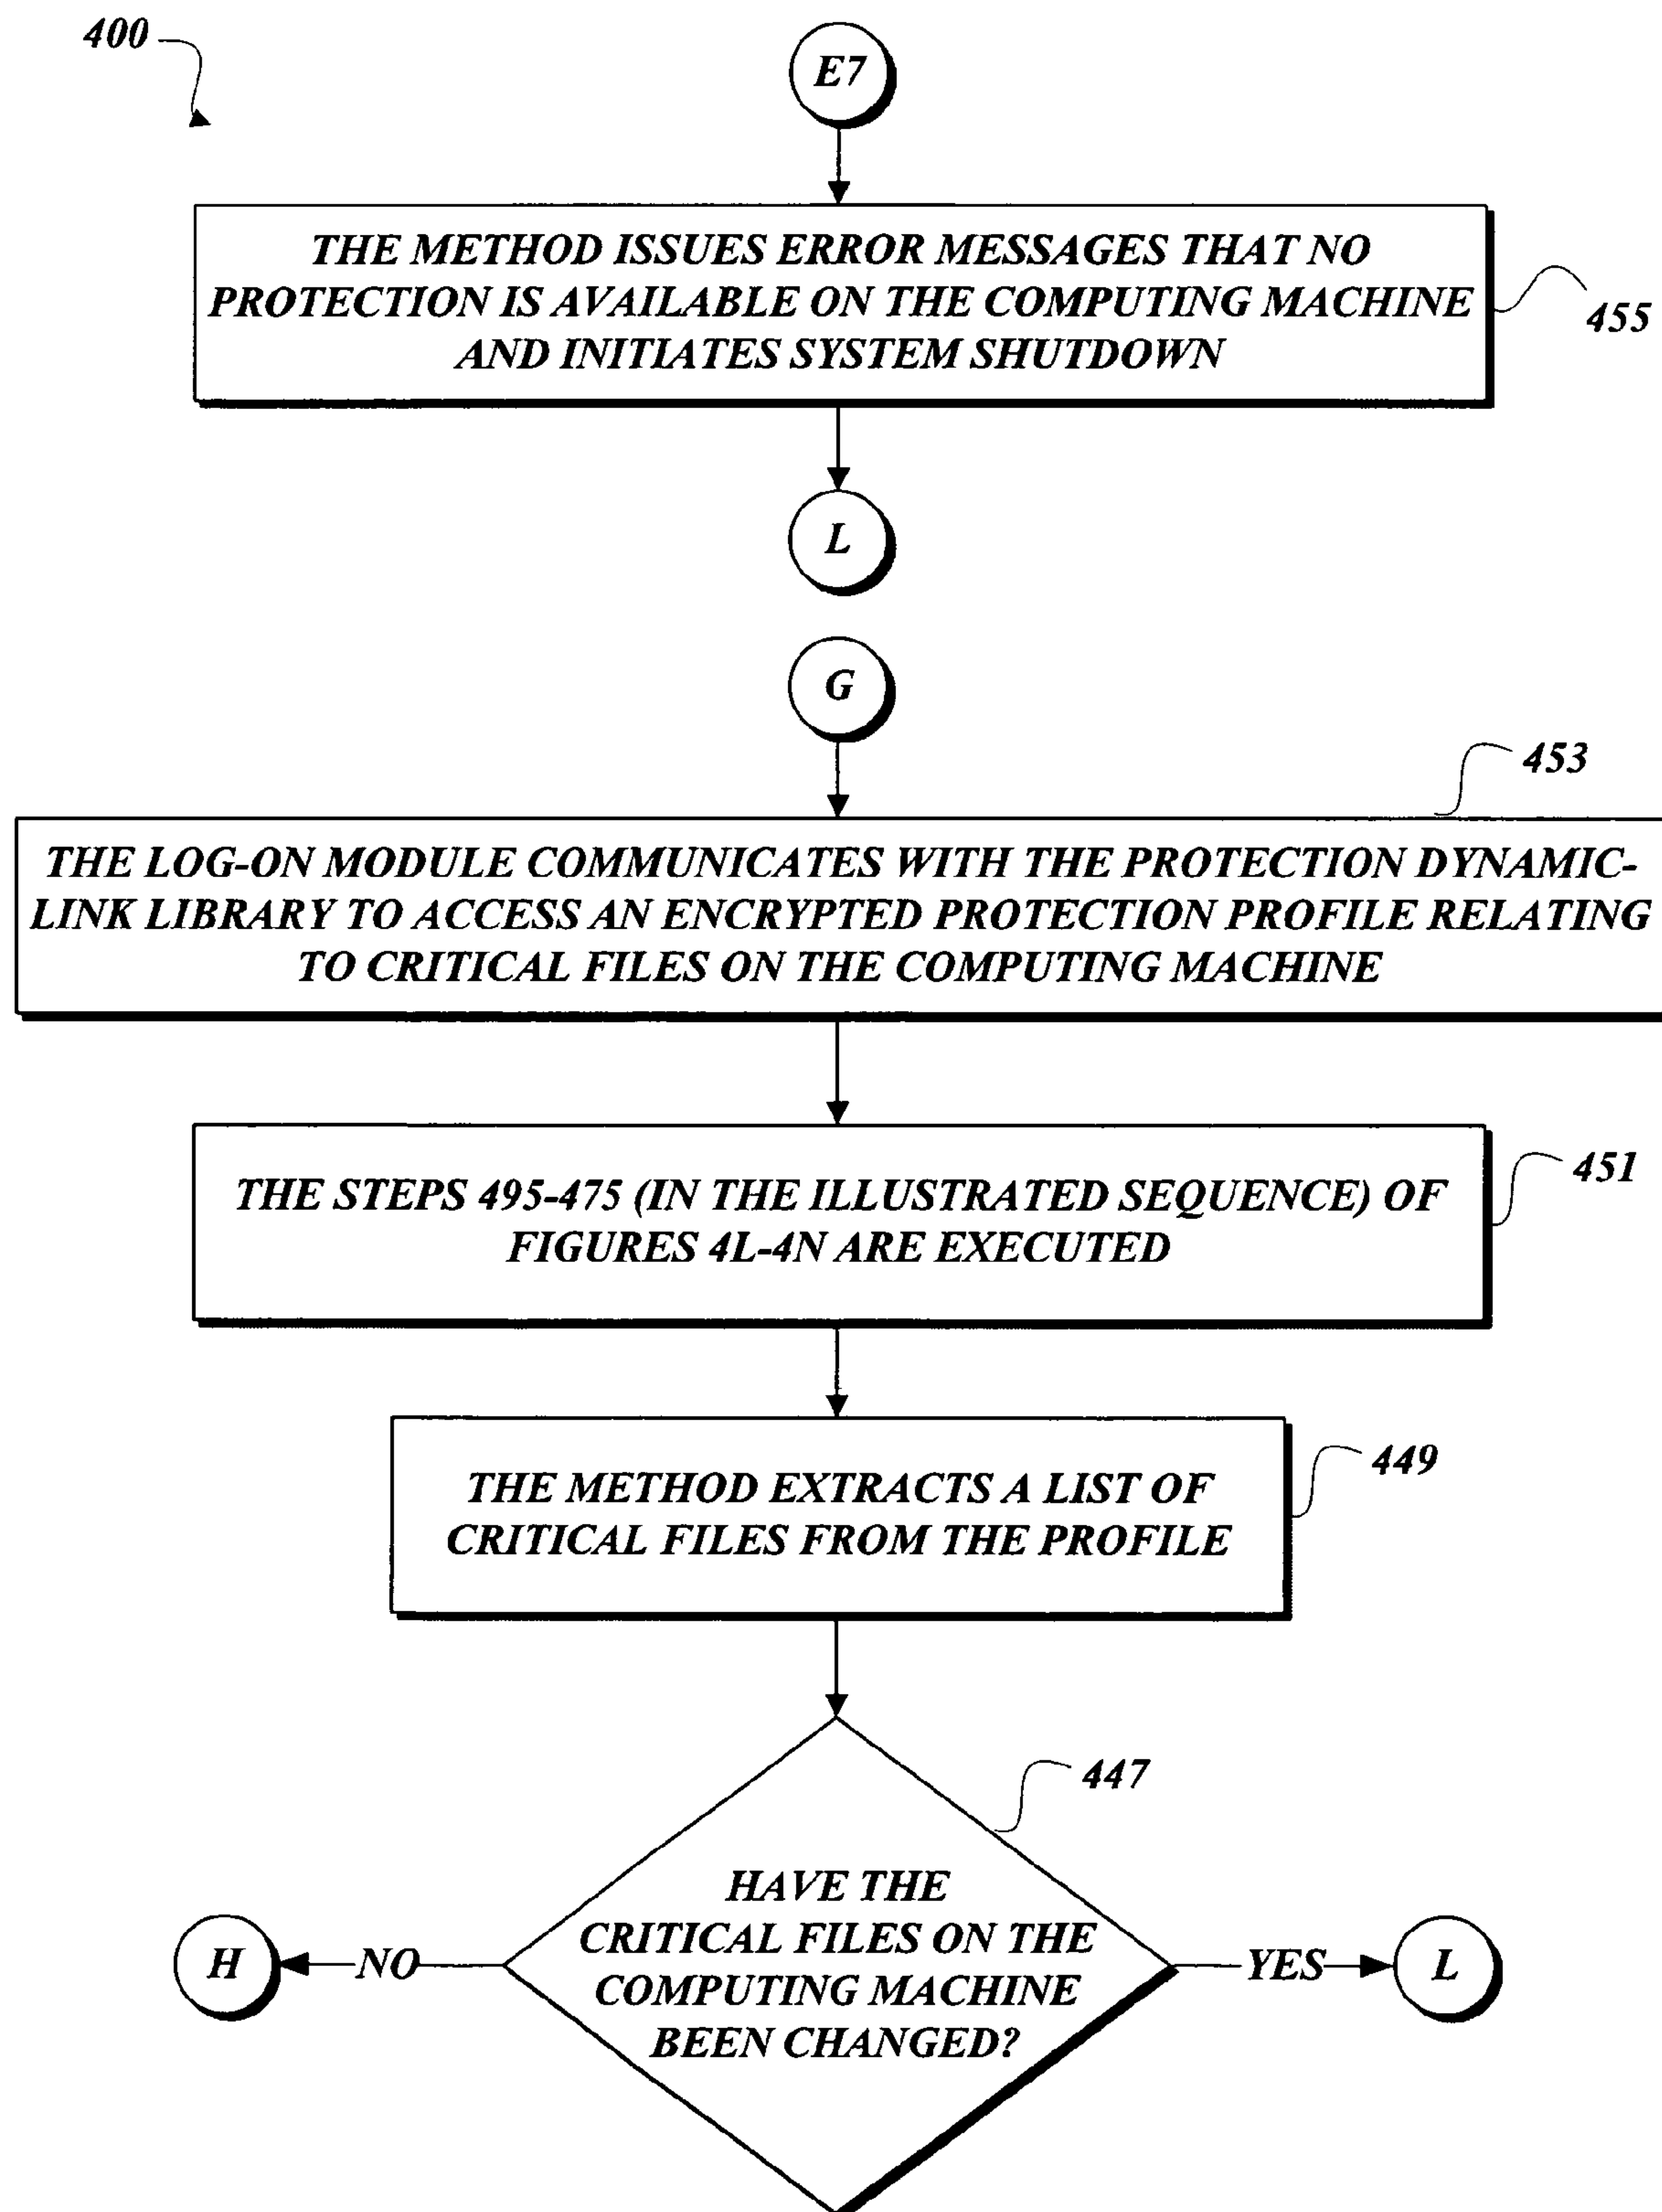 400
E7
THE METHOD ISSUES ERROR MESSAGES THAT NO
PROTECTION IS AVAILABLE ON THE COMPUTING MACHINE
AND INITIATES SYSTEM SHUTDOWN
455
L
G
453
THE LOG-ON MODULE COMMUNICATES WITH THE PROTECTION DYNAMIC-
LINK LIBRARY TO ACCESS AN ENCRYPTED PROTECTION PROFILE RELATING
TO CRITICAL FILES ON THE COMPUTING MACHINE
THE STEPS 495-475 (IN THE ILLUSTRATED SEQUENCE) OF
FIGURES 4L-4N ARE EXECUTED
451
THE METHOD EXTRACTS A LIST OF
CRITICAL FILES FROM THE PROFILE
449
447
HAVE THE
CRITICAL FILES ON THE
COMPUTING MACHINE
BEEN CHANGED?
H
NO
YES
L